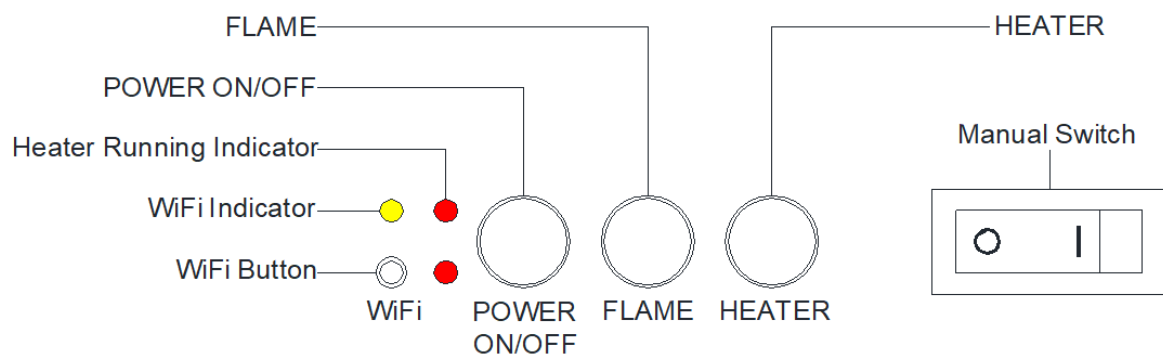 FLAME
HEATER
POWER ON/OFF
Manual Switch
Heater Running Indicator
WiFi Indicator
WiFi Button
WiFi
POWER
ON/OFF
FLAME
HEATER